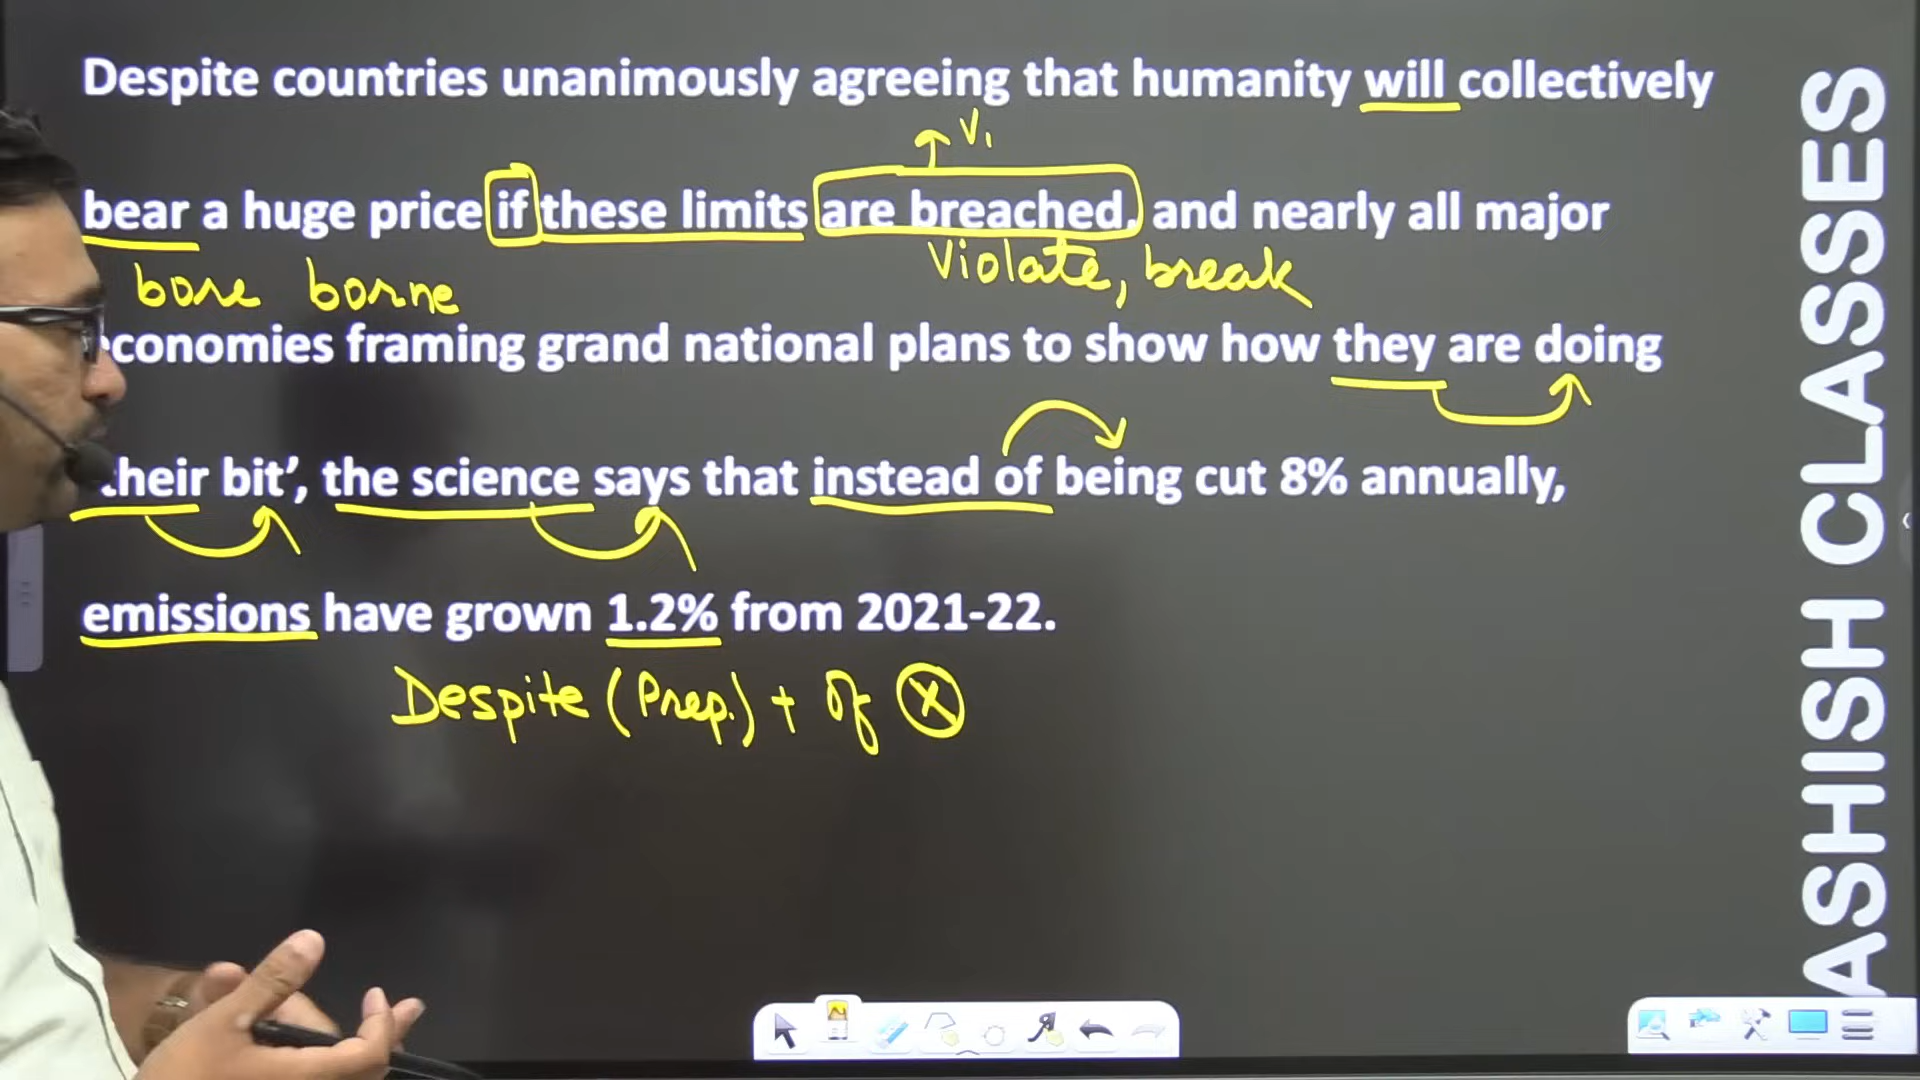 Despite countries unanimously agreeing that humanity will collectively
V1
bear a huge price if these limits are breached, and nearly all major
bore borne
Violate, break
economies framing grand national plans to show how they are doing
their bit’, the science says that instead of being cut 8% annually,
emissions have grown 1.2% from 2021-22.
Despite (Prep.) + of X
ASHISH CLASSES